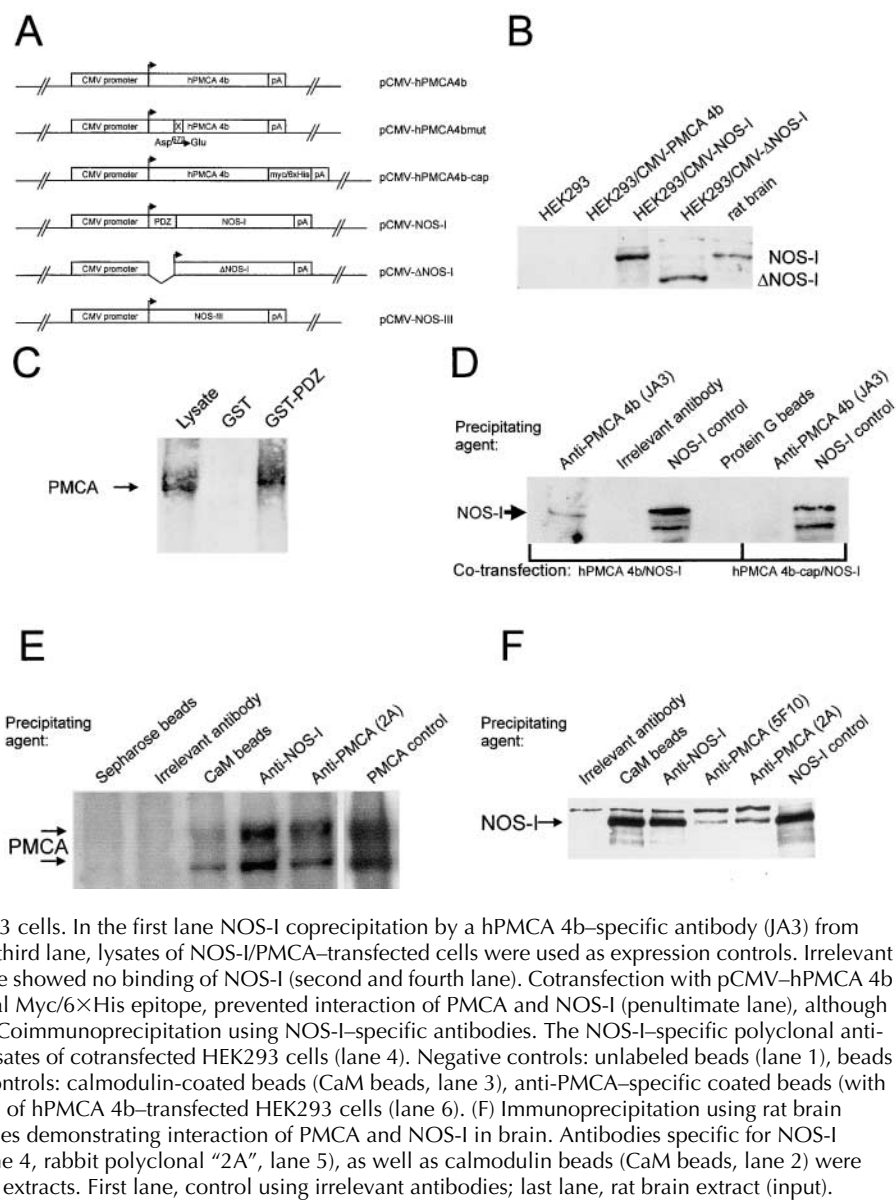 A
CMV promoter hPMCA 4b pA pCMV-hPMCA4b
CMV promoter X hPMCA 4b pA pCMV-hPMCA4bmut
Asp672 Glu
CMV promoter hPMCA 4b myc/6xHis pA pCMV-hPMCA4b-cap
CMV promoter PDZ NOS-I pA pCMV-NOS-I
CMV promoter ΔNOS-I pA pCMV-ΔNOS-I
CMV promoter NOS-III pA pCMV-NOS-III
B
HEK293
HEK293/CMV-PMCA 4b
HEK293/CMV-NOS-I
HEK293/CMV-ΔNOS-I
rat brain
NOS-I
ΔNOS-I
C
Lysate
GST
GST-PDZ
PMCA
D
Precipitating
agent:
Anti-PMCA 4b (JA3)
Irrelevant antibody
NOS-I control
Protein G beads
Anti-PMCA 4b (JA3)
NOS-I control
NOS-I
Co-transfection: hPMCA 4b/NOS-I hPMCA 4b-cap/NOS-I
E
Precipitating
agent:
Sepharose beads
Irrelevant antibody
CaM beads
Anti-NOS-I
Anti-PMCA (2A)
PMCA control
PMCA
F
Precipitating
agent:
Irrelevant antibody
CaM beads
Anti-NOS-I
Anti-PMCA (5F10)
Anti-PMCA (2A)
NOS-I control
NOS-I
3 cells. In the first lane NOS-I coprecipitation by a hPMCA 4b–specific antibody (JA3) from
third lane, lysates of NOS-I/PMCA–transfected cells were used as expression controls. Irrelevant
e showed no binding of NOS-I (second and fourth lane). Cotransfection with pCMV–hPMCA 4b
al Myc/6×His epitope, prevented interaction of PMCA and NOS-I (penultimate lane), although
Coimmunoprecipitation using NOS-I–specific antibodies. The NOS-I–specific polyclonal anti-
sates of cotransfected HEK293 cells (lane 4). Negative controls: unlabeled beads (lane 1), beads
ontrols: calmodulin-coated beads (CaM beads, lane 3), anti-PMCA–specific coated beads (with
of hPMCA 4b–transfected HEK293 cells (lane 6). (F) Immunoprecipitation using rat brain
es demonstrating interaction of PMCA and NOS-I in brain. Antibodies specific for NOS-I
ne 4, rabbit polyclonal “2A”, lane 5), as well as calmodulin beads (CaM beads, lane 2) were
extracts. First lane, control using irrelevant antibodies; last lane, rat brain extract (input).